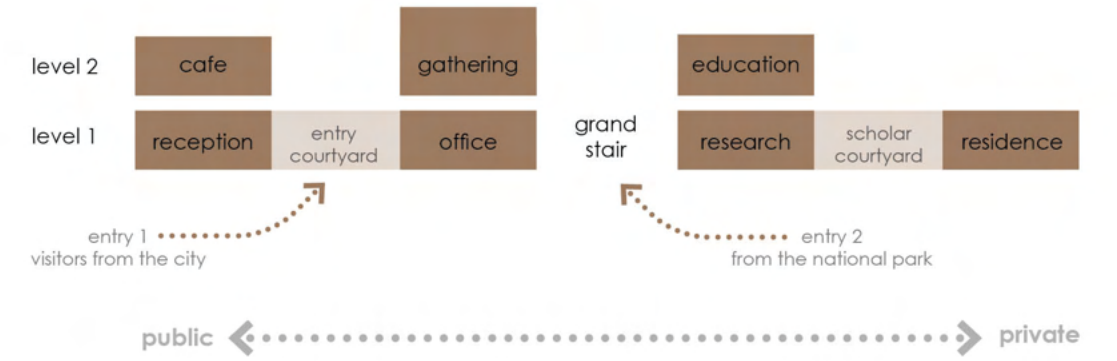 level 2
cafe
gathering
education
level 1
reception
entry
courtyard
office
grand
stair
research
scholar
courtyard
residence
entry 1
visitors from the city
entry 2
from the national park
public
private